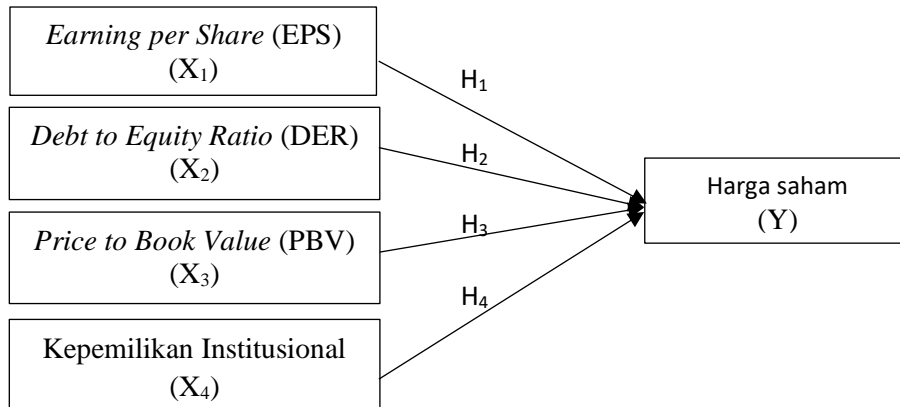 Earning per Share (EPS)
(X₁)
H₁
Debt to Equity Ratio (DER)
(X₂)
H₂
Harga saham
(Y)
Price to Book Value (PBV)
(X₃)
H₃
H₄
Kepemilikan Institusional
(X₄)